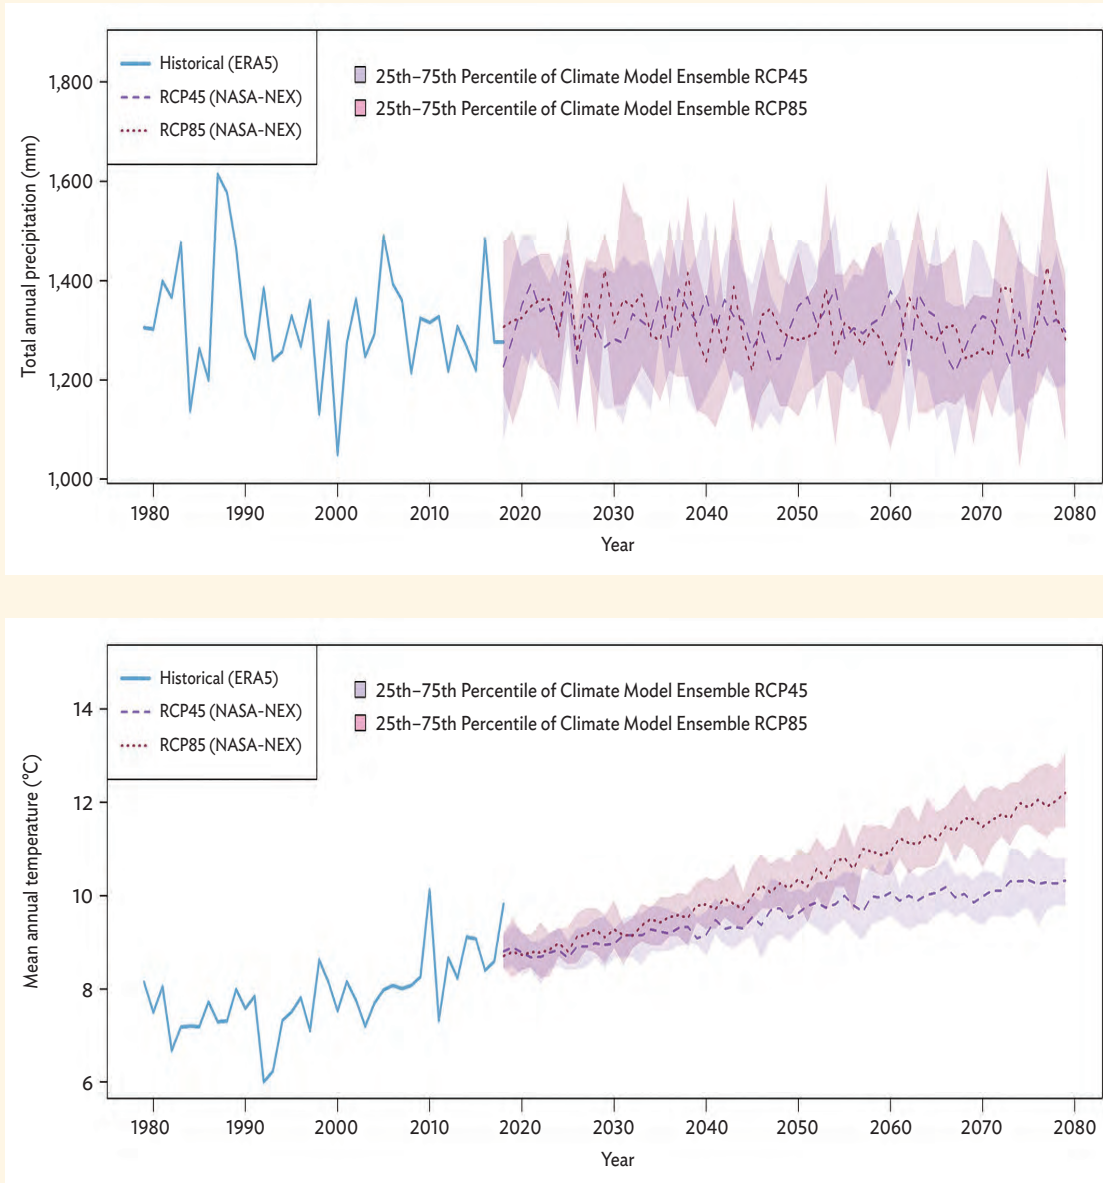 Historical (ERA5)
RCP45 (NASA-NEX)
RCP85 (NASA-NEX)
25th–75th Percentile of Climate Model Ensemble RCP45
25th–75th Percentile of Climate Model Ensemble RCP85
Total annual precipitation (mm)
1,800
1,600
1,400
1,200
1,000
1980 1990 2000 2010 2020 2030 2040 2050 2060 2070 2080
Year
Historical (ERA5)
RCP45 (NASA-NEX)
RCP85 (NASA-NEX)
25th–75th Percentile of Climate Model Ensemble RCP45
25th–75th Percentile of Climate Model Ensemble RCP85
Mean annual temperature (°C)
14
12
10
8
6
1980 1990 2000 2010 2020 2030 2040 2050 2060 2070 2080
Year